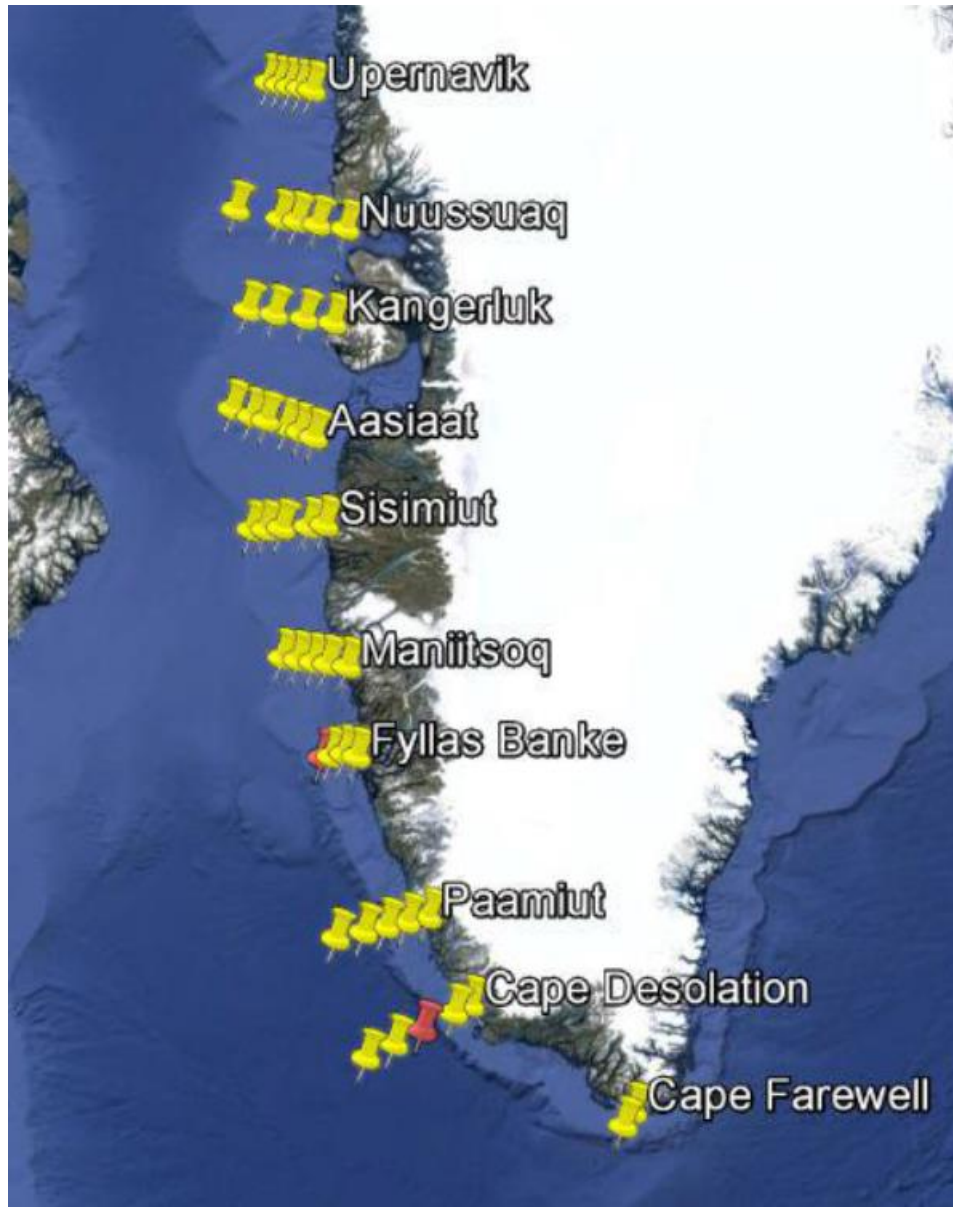 Upernavik
Nuussuaq
Kangerluk
Aasiaat
Sisimiut
Maniitsoq
Fyllas Banke
Paamiut
Cape Desolation
Cape Farewell